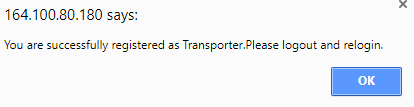 164.100.80.180 says:
You are successfully registered as Transporter.Please logout and relogin.
OK